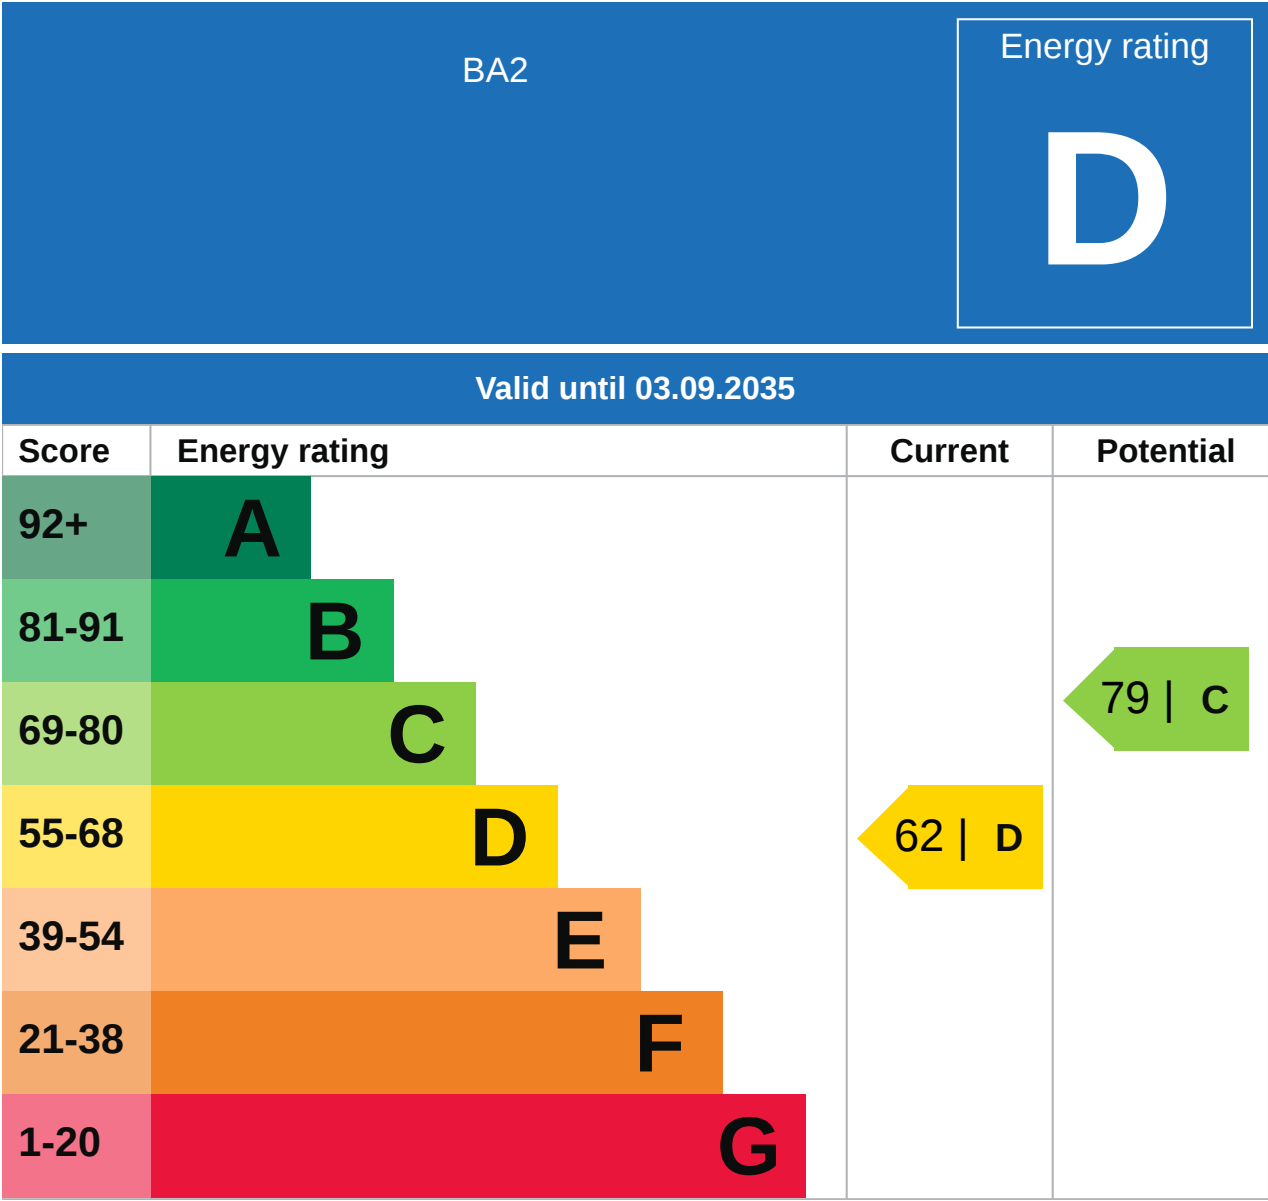 BA2
Energy rating
D
Valid until 03.09.2035
Score Energy rating Current Potential
92+ A
81-91 B
69-80 C
79 | C
55-68 D
62 | D
39-54 E
21-38 F
1-20 G